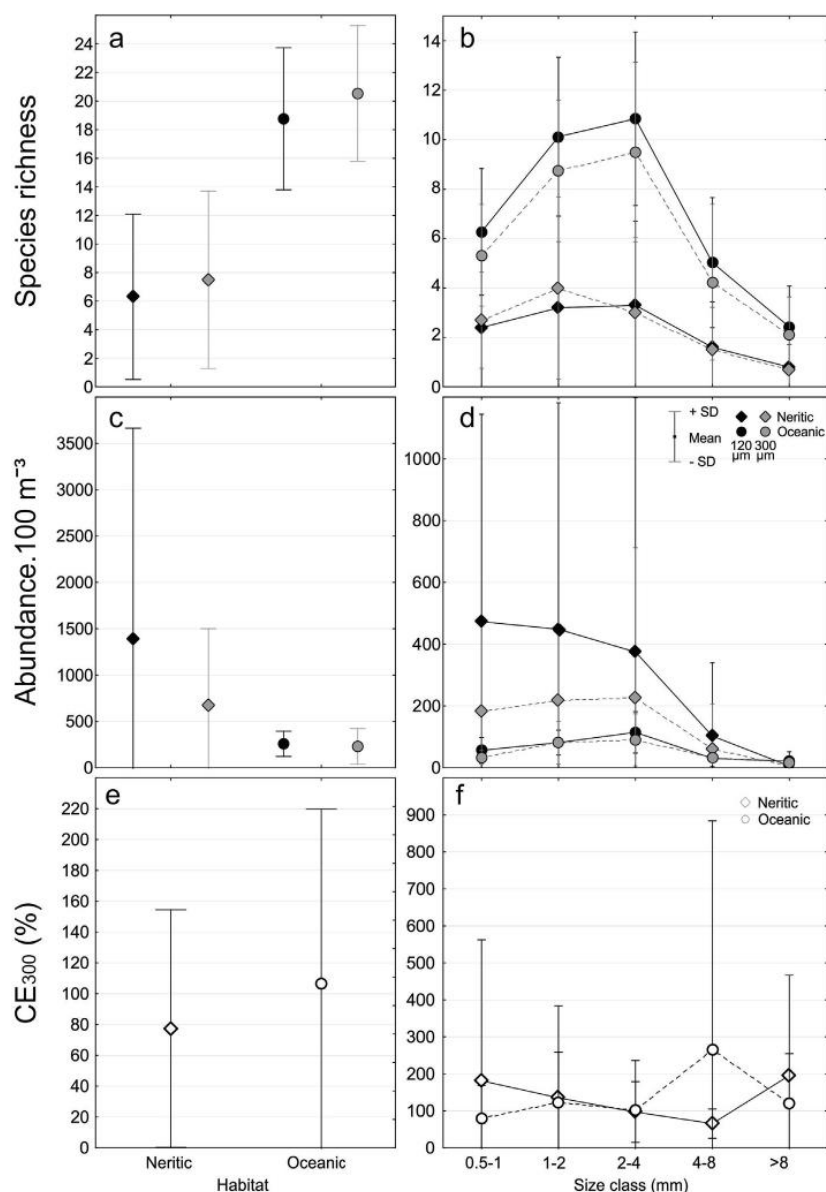 a
Species richness
24
22
20
18
16
14
12
10
8
6
4
2
0
b
14
12
10
8
6
4
2
0
c
Abundance.100 m⁻³
3500
3000
2500
2000
1500
1000
500
0
d
+ SD
Mean
- SD
120 µm
300 µm
Neritic
Oceanic
1000
800
600
400
200
0
e
CE300 (%)
220
200
180
160
140
120
100
80
60
40
20
0
Neritic
Oceanic
Habitat
f
Neritic
Oceanic
900
800
700
600
500
400
300
200
100
0
0.5-1
1-2
2-4
4-8
>8
Size class (mm)